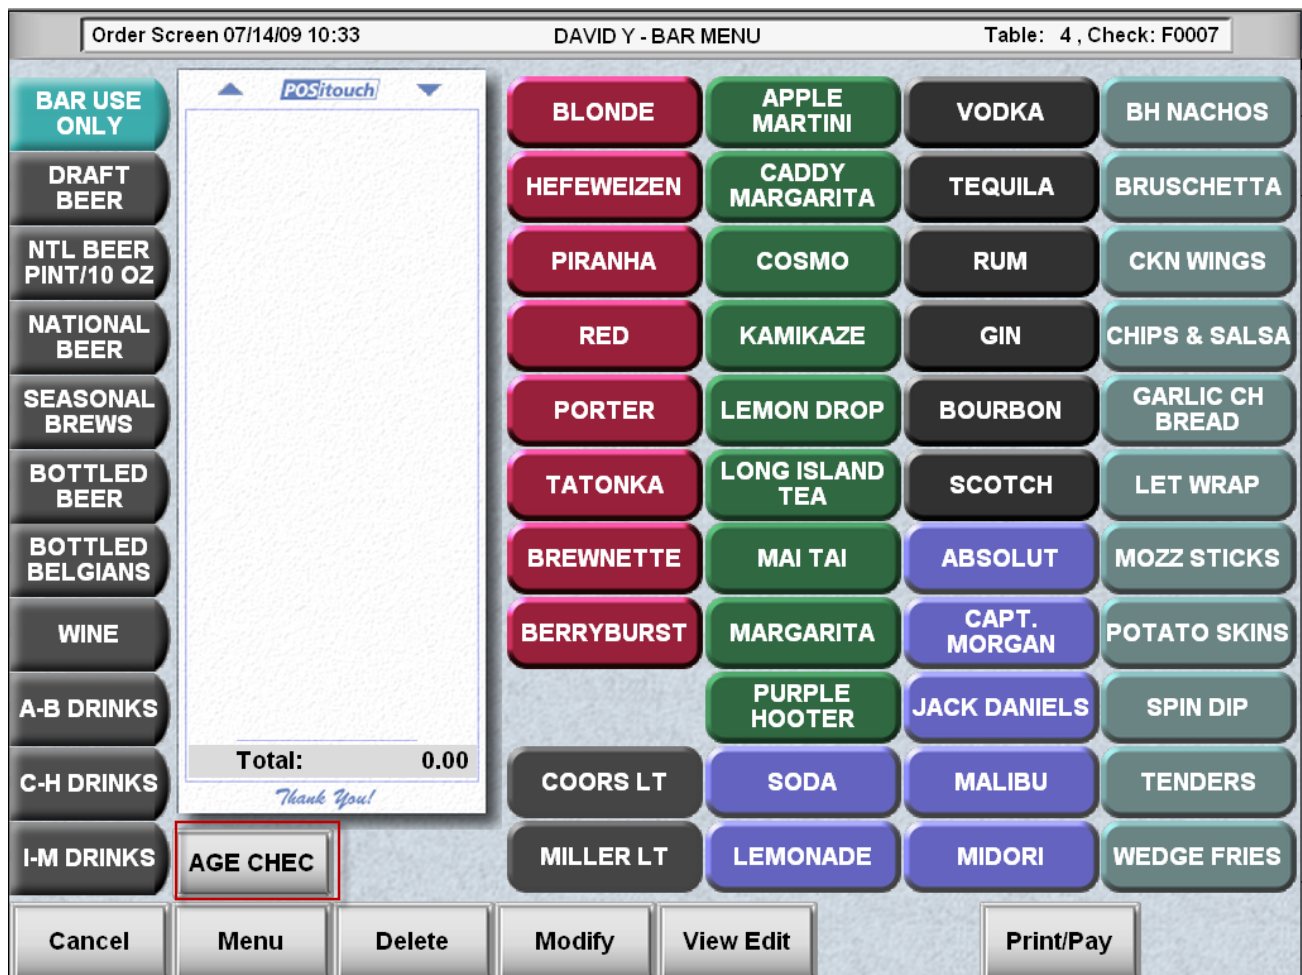 Order Screen 07/14/09 10:33
DAVID Y - BAR MENU
Table: 4 , Check: F0007
BAR USE
ONLY
DRAFT
BEER
NTL BEER
PINT/10 OZ
NATIONAL
BEER
SEASONAL
BREWS
BOTTLED
BEER
BOTTLED
BELGIANS
WINE
A-B DRINKS
C-H DRINKS
I-M DRINKS
POSitouch
Total: 0.00
Thank You!
AGE CHEC
BLONDE
HEFEWEIZEN
PIRANHA
RED
PORTER
TATONKA
BREWNETTE
BERRYBURST
COORS LT
MILLER LT
APPLE
MARTINI
CADDY
MARGARITA
COSMO
KAMIKAZE
LEMON DROP
LONG ISLAND
TEA
MAI TAI
MARGARITA
PURPLE
HOOTER
SODA
LEMONADE
VODKA
TEQUILA
RUM
GIN
BOURBON
SCOTCH
ABSOLUT
CAPT.
MORGAN
JACK DANIELS
MALIBU
MIDORI
BH NACHOS
BRUSCHETTA
CKN WINGS
CHIPS & SALSA
GARLIC CH
BREAD
LET WRAP
MOZZ STICKS
POTATO SKINS
SPIN DIP
TENDERS
WEDGE FRIES
Cancel
Menu
Delete
Modify
View Edit
Print/Pay